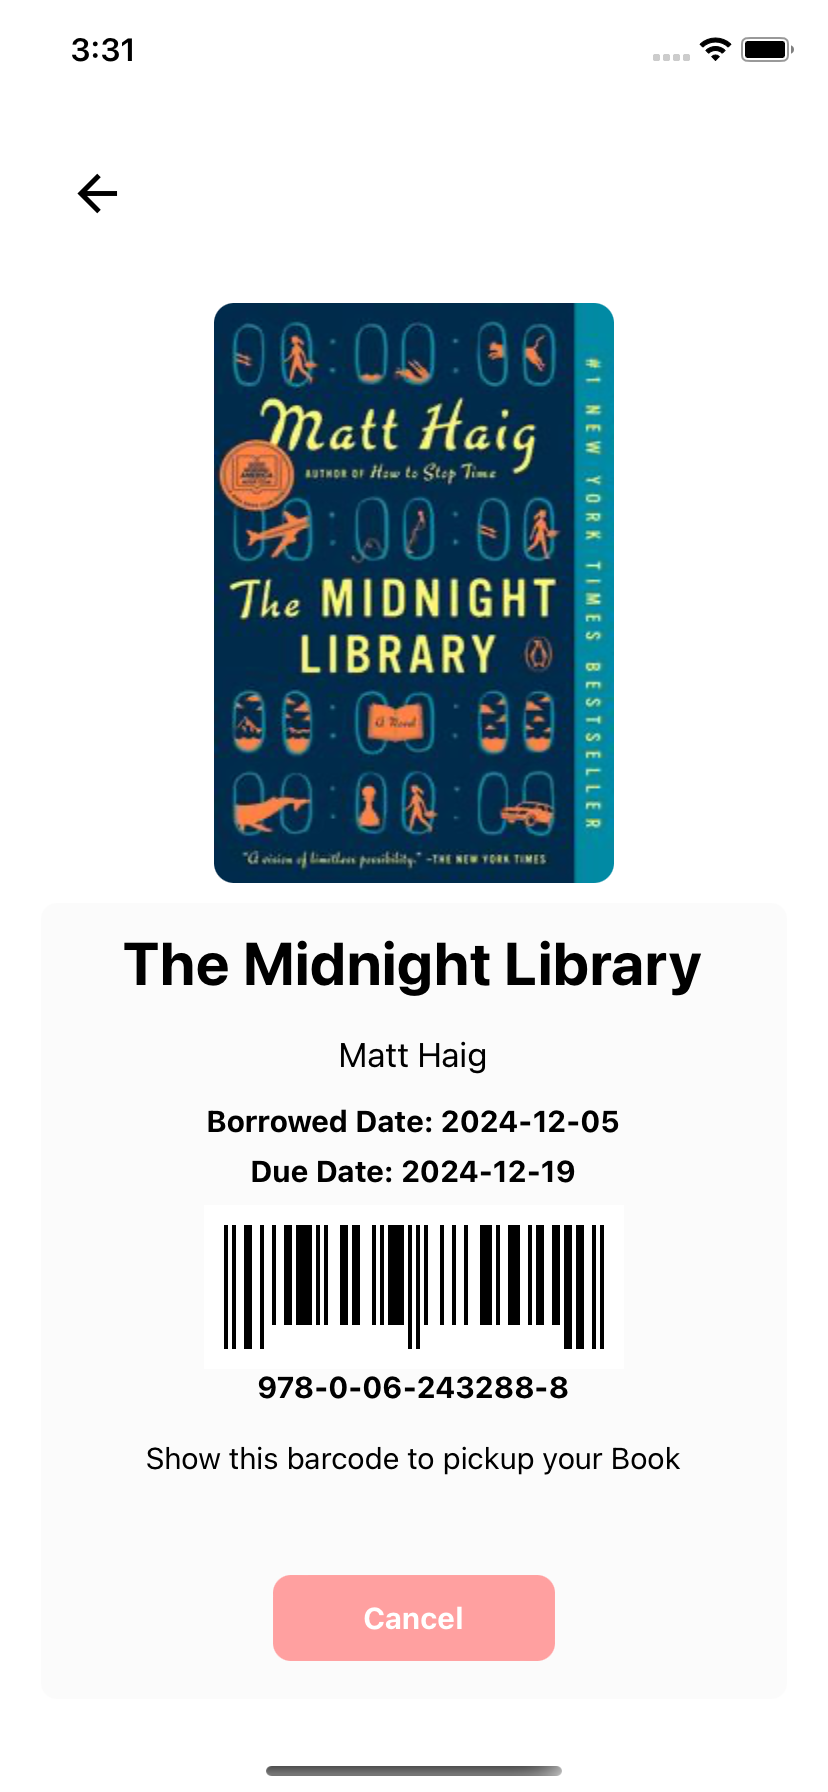 3:31
Matt Haig
AUTHOR OF How to Stop Time
The MIDNIGHT
LIBRARY
A Novel
"A vision of limitless possibility." –THE NEW YORK TIMES
#1 NEW YORK TIMES BESTSELLER
The Midnight Library
Matt Haig
Borrowed Date: 2024-12-05
Due Date: 2024-12-19
978-0-06-243288-8
Show this barcode to pickup your Book
Cancel